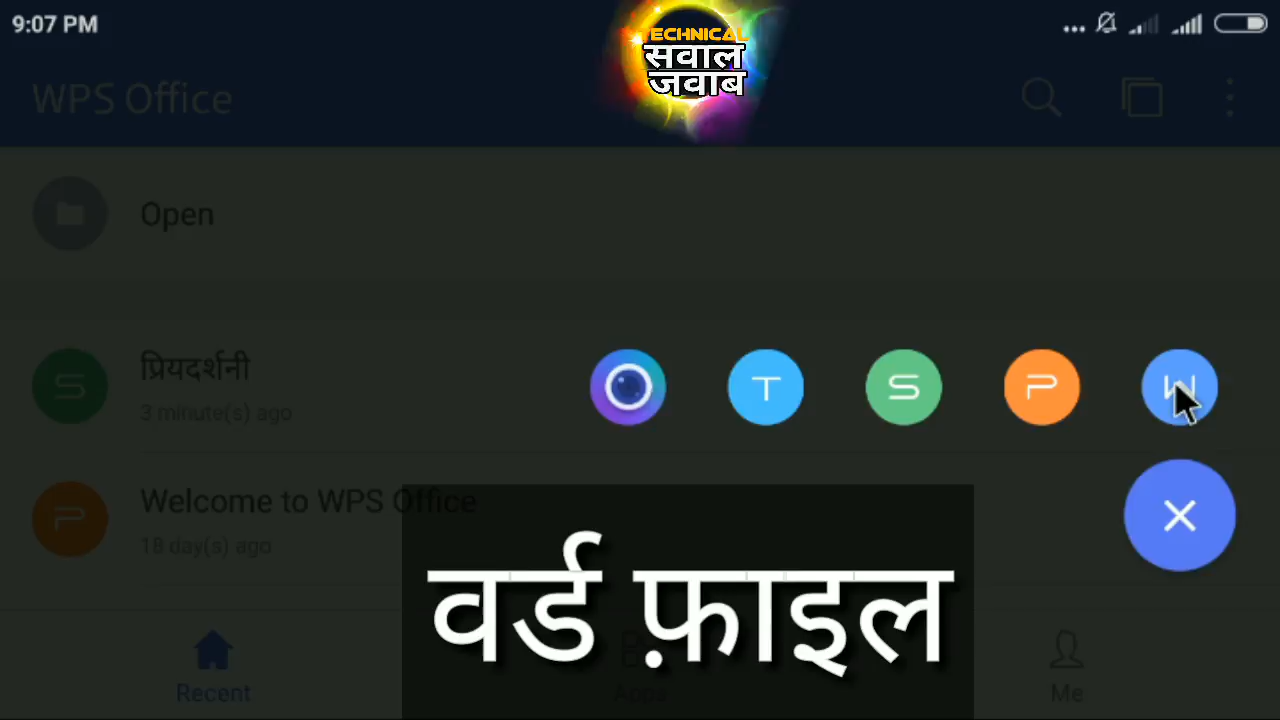 9:07 PM
TECHNICAL
सवाल
जवाब
WPS Office
Open
प्रियदर्शनी
3 minute(s) ago
T
S
P
W
Welcome to WPS Office
18 day(s) ago
वर्ड फ़ाइल
Recent
Apps
Me